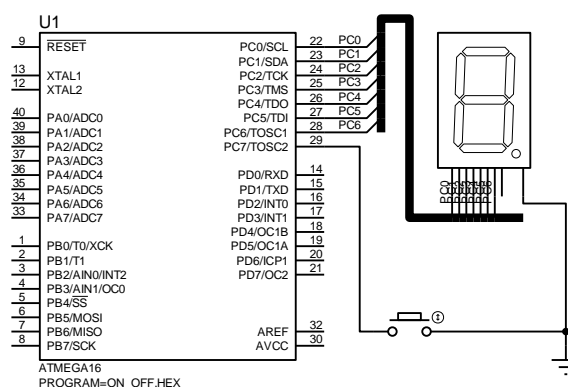 U1
9 RESET PC0/SCL 22 PC0
PC1/SDA 23 PC1
13 XTAL1 PC2/TCK 24 PC2
12 XTAL2 PC3/TMS 25 PC3
PC4/TDO 26 PC4
40 PA0/ADC0 PC5/TDI 27 PC5
39 PA1/ADC1 PC6/TOSC1 28 PC6
38 PA2/ADC2 PC7/TOSC2 29
37 PA3/ADC3
36 PA4/ADC4 PD0/RXD 14
35 PA5/ADC5 PD1/TXD 15
34 PA6/ADC6 PD2/INT0 16
33 PA7/ADC7 PD3/INT1 17
PD4/OC1B 18
1 PB0/T0/XCK PD5/OC1A 19
2 PB1/T1 PD6/ICP1 20
3 PB2/AIN0/INT2 PD7/OC2 21
4 PB3/AIN1/OC0
5 PB4/SS
6 PB5/MOSI
7 PB6/MISO AREF 32
8 PB7/SCK AVCC 30
ATMEGA16
PROGRAM=ON_OFF.HEX
PC0